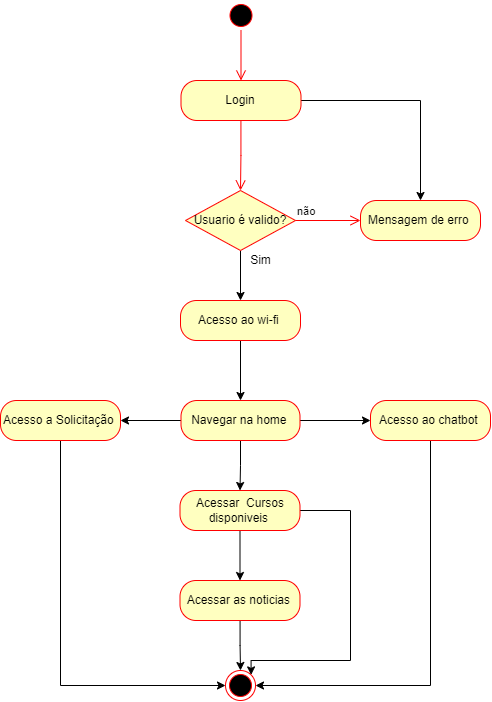 Login
Usuario é valido?
não
Mensagem de erro
Sim
Acesso ao wi-fi
Acesso a Solicitação
Navegar na home
Acesso ao chatbot
Acessar Cursos
disponiveis
Acessar as noticias